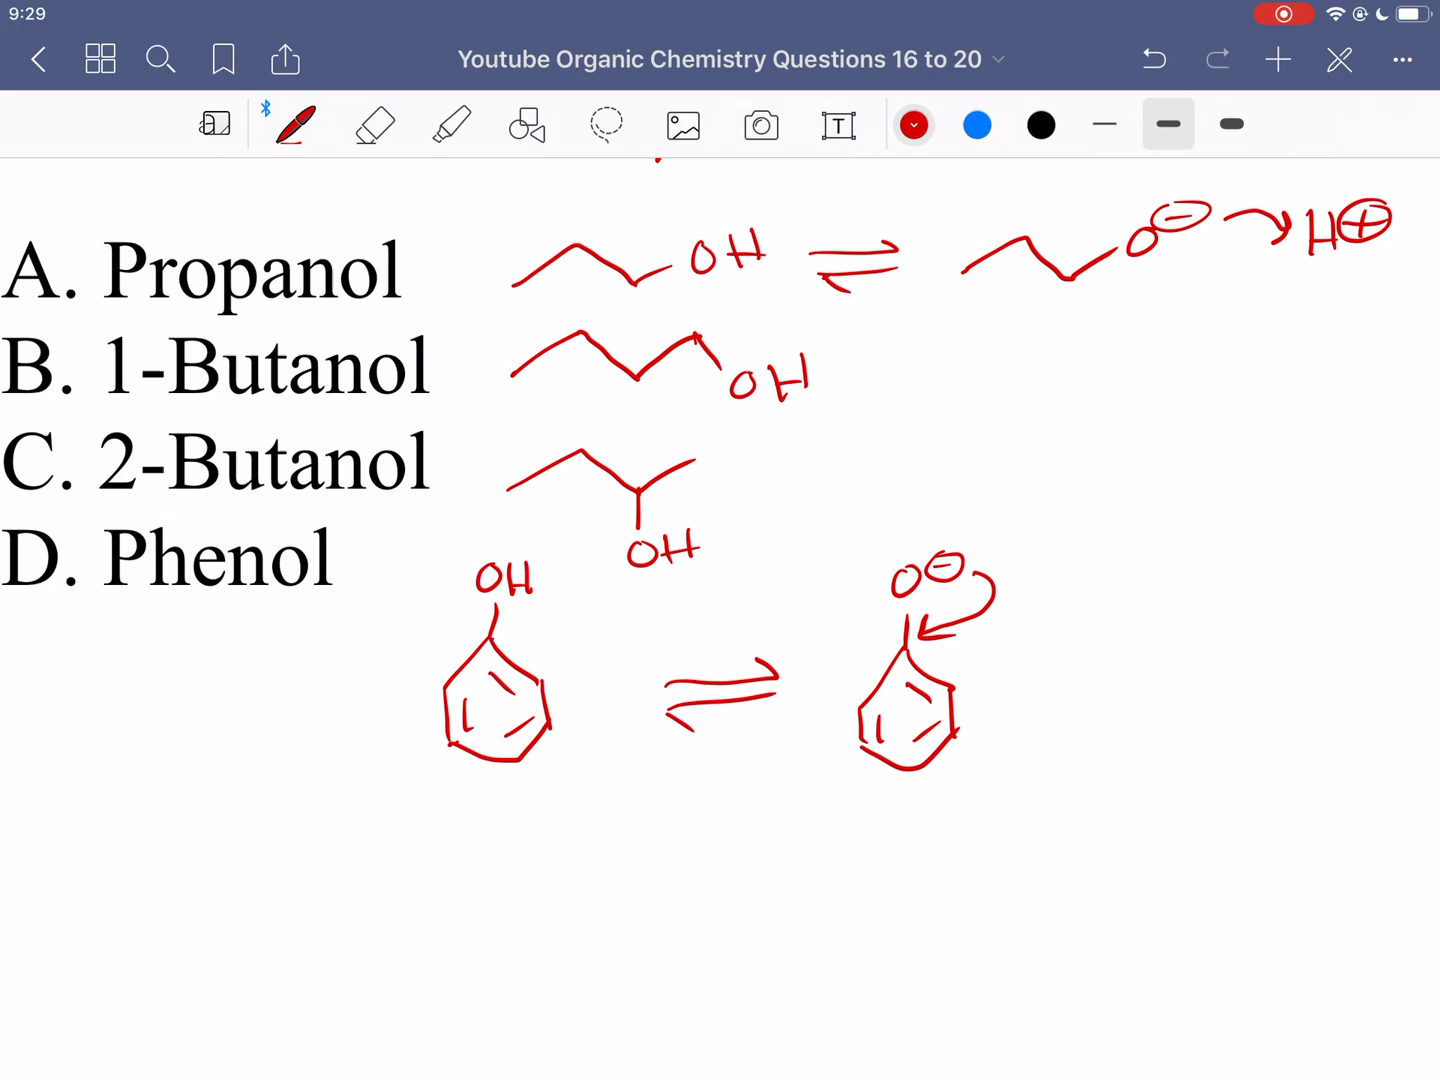 9:29
Youtube Organic Chemistry Questions 16 to 20
T
A. Propanol OH O⊖ H⊕
B. 1-Butanol OH
C. 2-Butanol OH
D. Phenol
OH O⊖